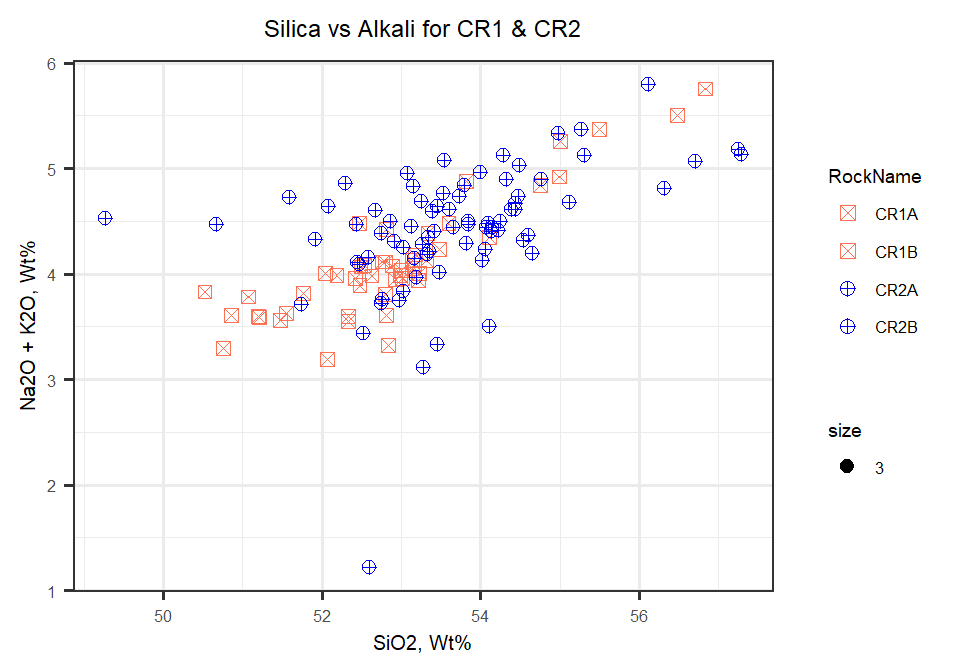 Silica vs Alkali for CR1 & CR2
6
5
4
3
2
1
Na2O + K2O, Wt%
50 52 54 56
SiO2, Wt%
RockName
CR1A
CR1B
CR2A
CR2B
size
3